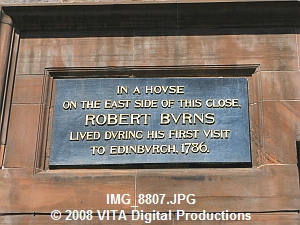 IN A HOVSE
ON THE EAST SIDE OF THIS CLOSE.
ROBERT BVRNS
LIVED DVRING HIS FIRST VISIT
TO EDINBVRCH, 1786.
IMG_8807.JPG
© 2008 VITA Digital Productions